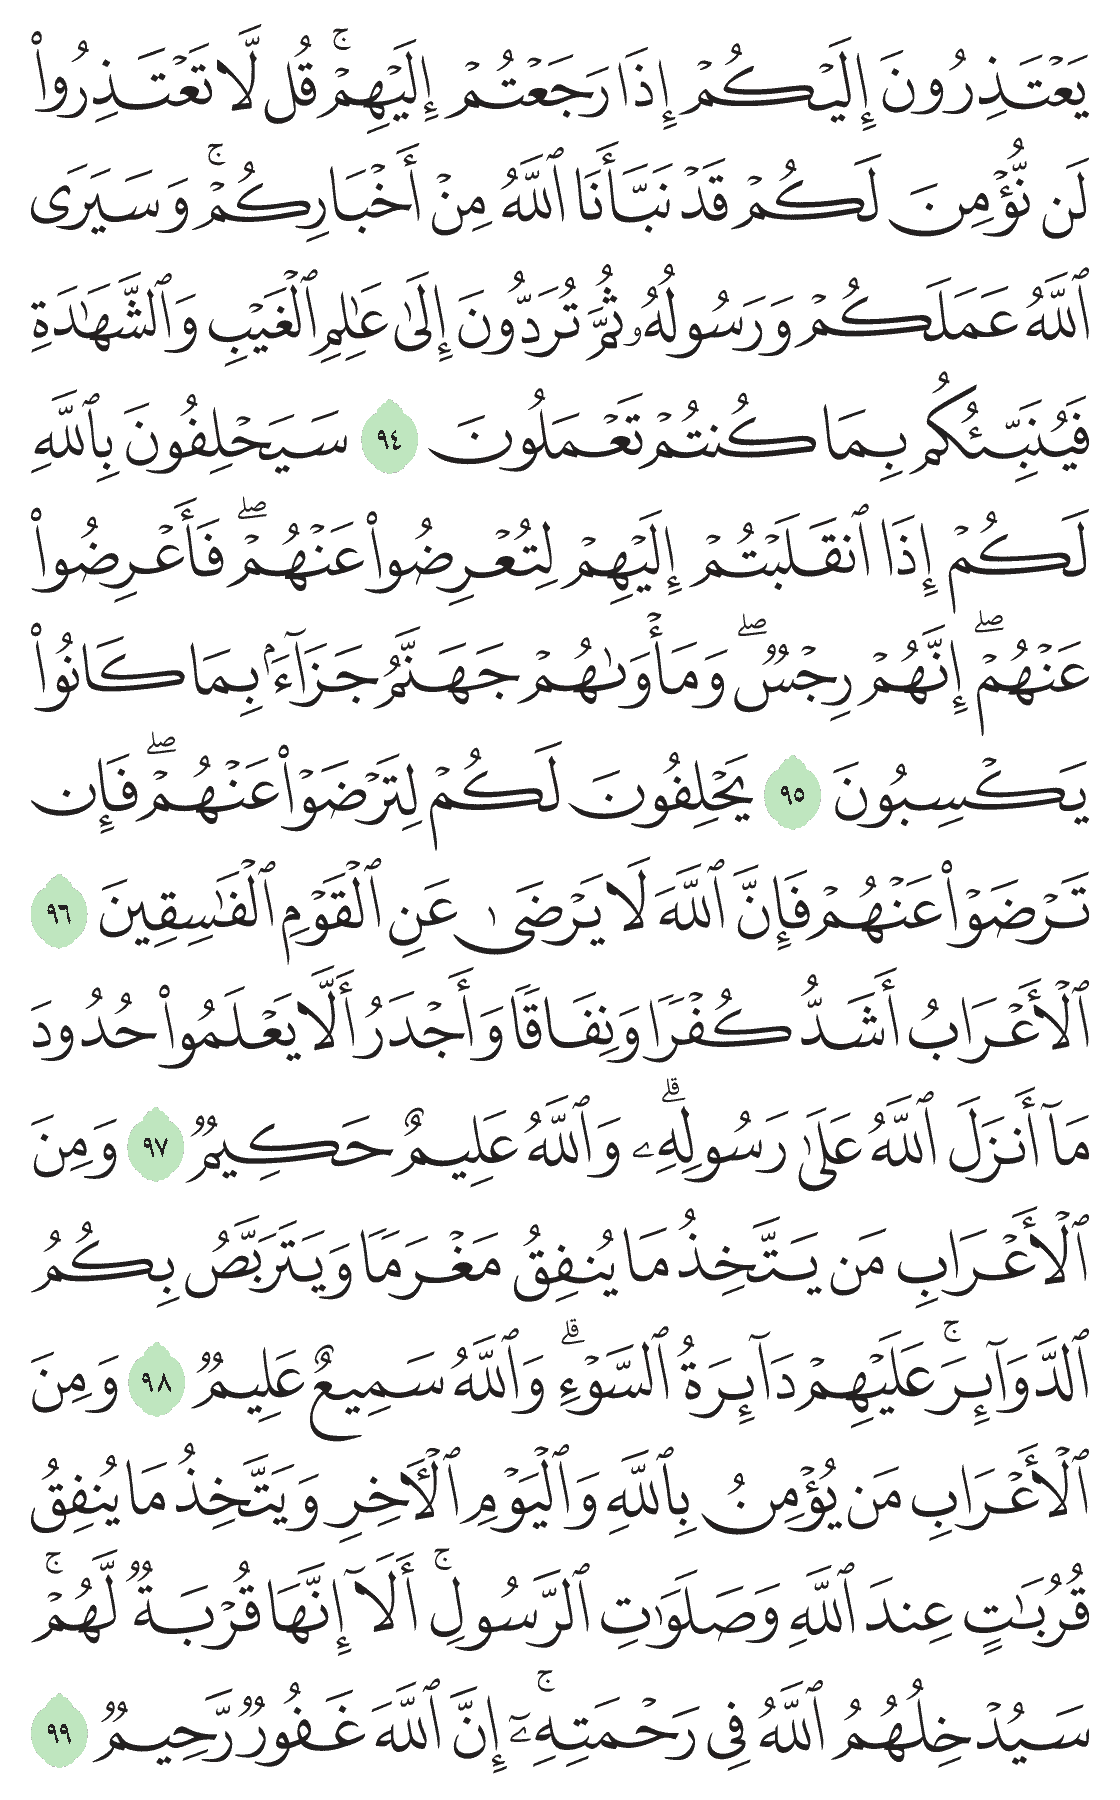 يَعۡتَذِرُونَ إِلَيۡكُمۡ إِذَا رَجَعۡتُمۡ إِلَيۡهِمۡۚ قُل لَّا تَعۡتَذِرُواْ
لَن نُّؤۡمِنَ لَكُمۡ قَدۡ نَبَّأَنَا ٱللَّهُ مِنۡ أَخۡبَارِكُمۡۚ وَسَيَرَى
ٱللَّهُ عَمَلَكُمۡ وَرَسُولُهُۥ ثُمَّ تُرَدُّونَ إِلَىٰ عَٰلِمِ ٱلۡغَيۡبِ وَٱلشَّهَٰدَةِ
فَيُنَبِّئُكُم بِمَا كُنتُمۡ تَعۡمَلُونَ ٩٤ سَيَحۡلِفُونَ بِٱللَّهِ
لَكُمۡ إِذَا ٱنقَلَبۡتُمۡ إِلَيۡهِمۡ لِتُعۡرِضُواْ عَنۡهُمۡۖ فَأَعۡرِضُواْ
عَنۡهُمۡۖ إِنَّهُمۡ رِجۡسٞۖ وَمَأۡوَىٰهُمۡ جَهَنَّمُ جَزَآءَۢ بِمَا كَانُواْ
يَكۡسِبُونَ ٩٥ يَحۡلِفُونَ لَكُمۡ لِتَرۡضَوۡاْ عَنۡهُمۡۖ فَإِن
تَرۡضَوۡاْ عَنۡهُمۡ فَإِنَّ ٱللَّهَ لَا يَرۡضَىٰ عَنِ ٱلۡقَوۡمِ ٱلۡفَٰسِقِينَ ٩٦
ٱلۡأَعۡرَابُ أَشَدُّ كُفۡرٗا وَنِفَاقٗا وَأَجۡدَرُ أَلَّا يَعۡلَمُواْ حُدُودَ
مَآ أَنزَلَ ٱللَّهُ عَلَىٰ رَسُولِهِۦۗ وَٱللَّهُ عَلِيمٌ حَكِيمٞ ٩٧ وَمِنَ
ٱلۡأَعۡرَابِ مَن يَتَّخِذُ مَا يُنفِقُ مَغۡرَمٗا وَيَتَرَبَّصُ بِكُمُ
ٱلدَّوَآئِرَۚ عَلَيۡهِمۡ دَآئِرَةُ ٱلسَّوۡءِۗ وَٱللَّهُ سَمِيعٌ عَلِيمٞ ٩٨ وَمِنَ
ٱلۡأَعۡرَابِ مَن يُؤۡمِنُ بِٱللَّهِ وَٱلۡيَوۡمِ ٱلۡأٓخِرِ وَيَتَّخِذُ مَا يُنفِقُ
قُرُبَٰتٍ عِندَ ٱللَّهِ وَصَلَوَٰتِ ٱلرَّسُولِۚ أَلَآ إِنَّهَا قُرۡبَةٞ لَّهُمۡۚ
سَيُدۡخِلُهُمُ ٱللَّهُ فِي رَحۡمَتِهِۦٓۚ إِنَّ ٱللَّهَ غَفُورٞ رَّحِيمٞ ٩٩